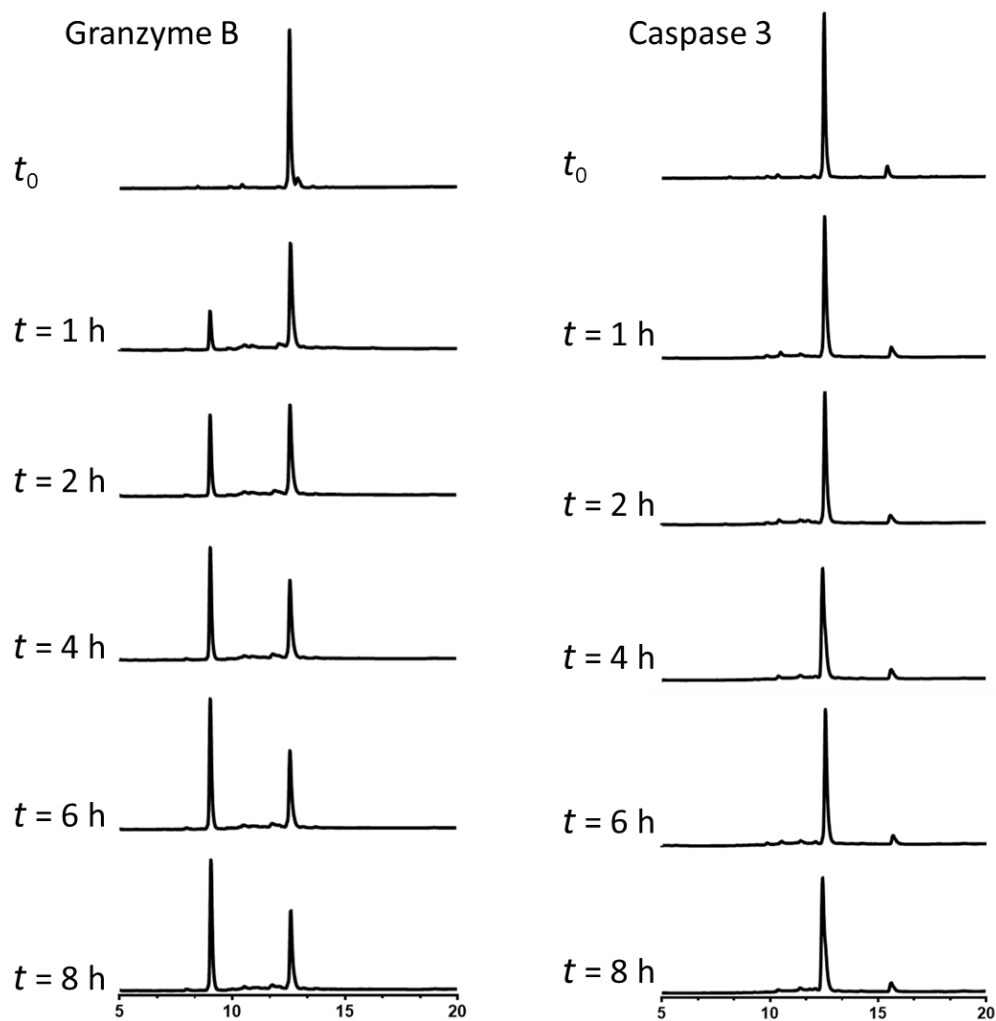 Granzyme B
t0
t = 1 h
t = 2 h
t = 4 h
t = 6 h
t = 8 h
5 10 15 20
Caspase 3
t0
t = 1 h
t = 2 h
t = 4 h
t = 6 h
t = 8 h
5 10 15 20